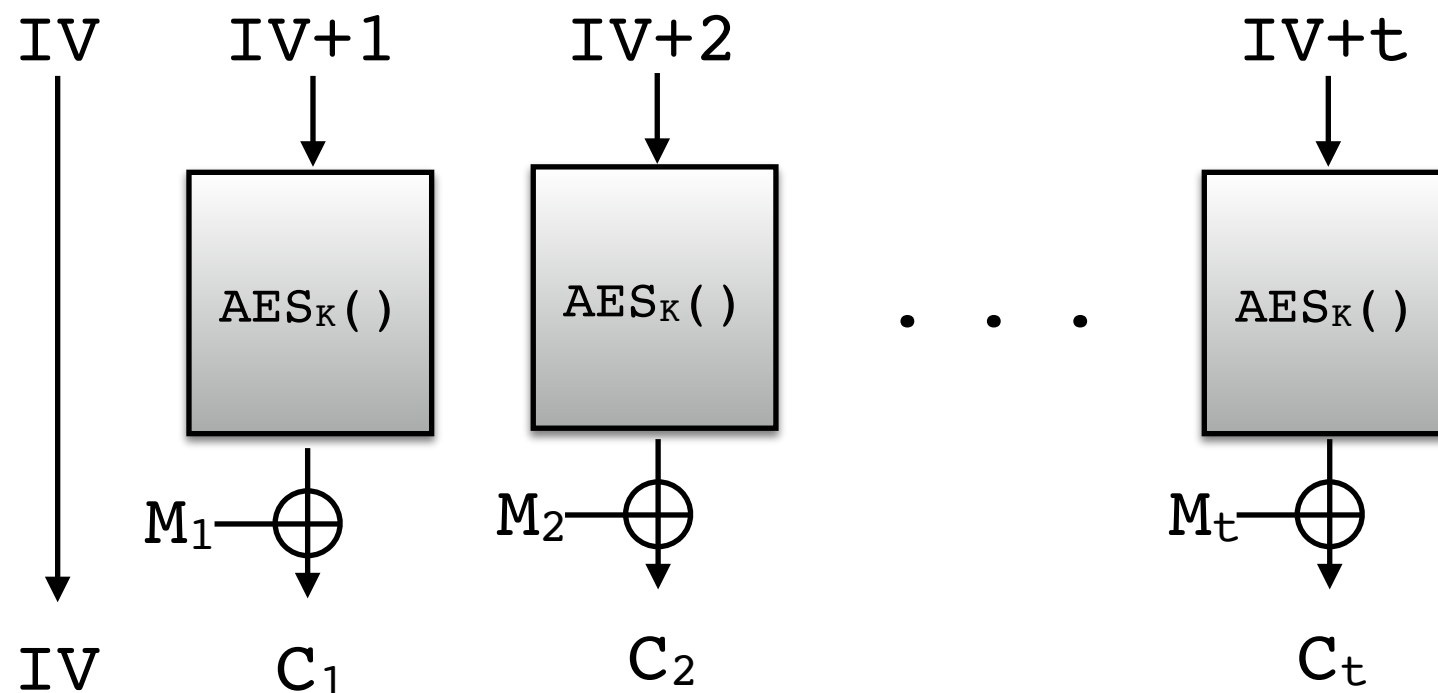 IV IV+1 IV+2 IV+t
AESK() AESK() . . . AESK()
M1 M2 Mt
IV C1 C2 Ct